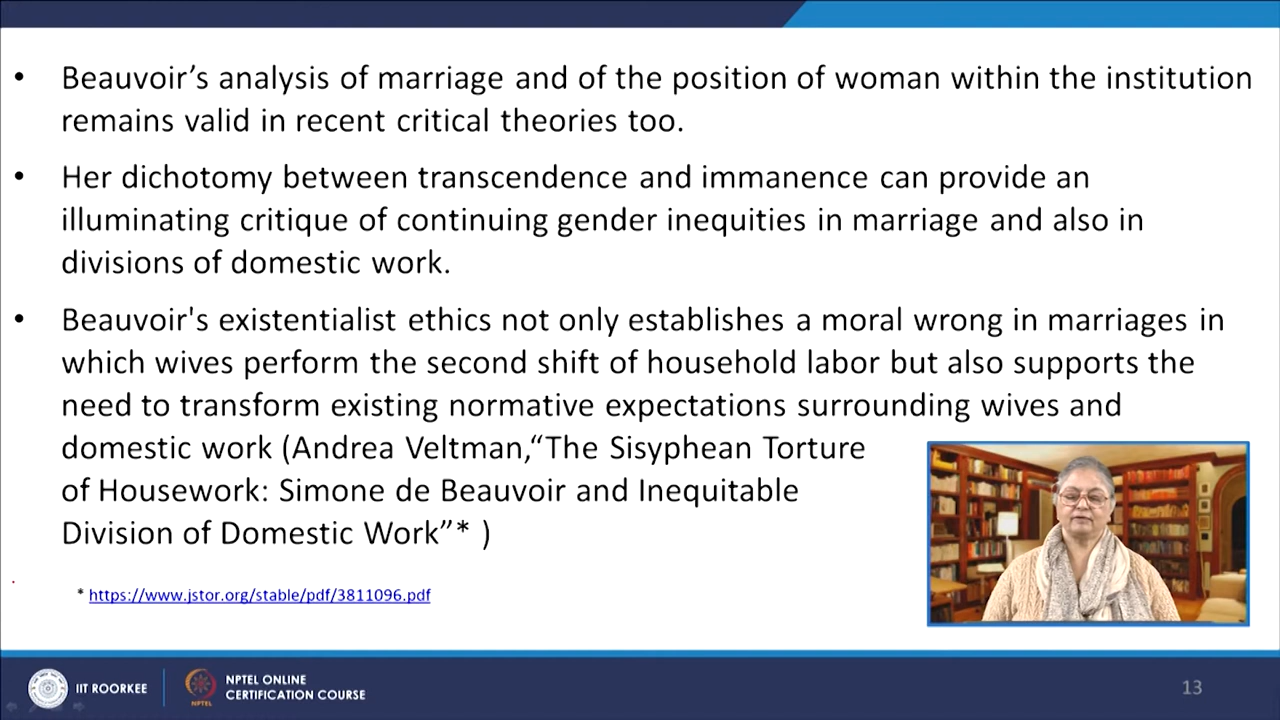 • Beauvoir’s analysis of marriage and of the position of woman within the institution
remains valid in recent critical theories too.
• Her dichotomy between transcendence and immanence can provide an
illuminating critique of continuing gender inequities in marriage and also in
divisions of domestic work.
• Beauvoir's existentialist ethics not only establishes a moral wrong in marriages in
which wives perform the second shift of household labor but also supports the
need to transform existing normative expectations surrounding wives and
domestic work (Andrea Veltman,“The Sisyphean Torture
of Housework: Simone de Beauvoir and Inequitable
Division of Domestic Work”* )
* https://www.jstor.org/stable/pdf/3811096.pdf
IIT ROORKEE
NPTEL
NPTEL ONLINE
CERTIFICATION COURSE
13